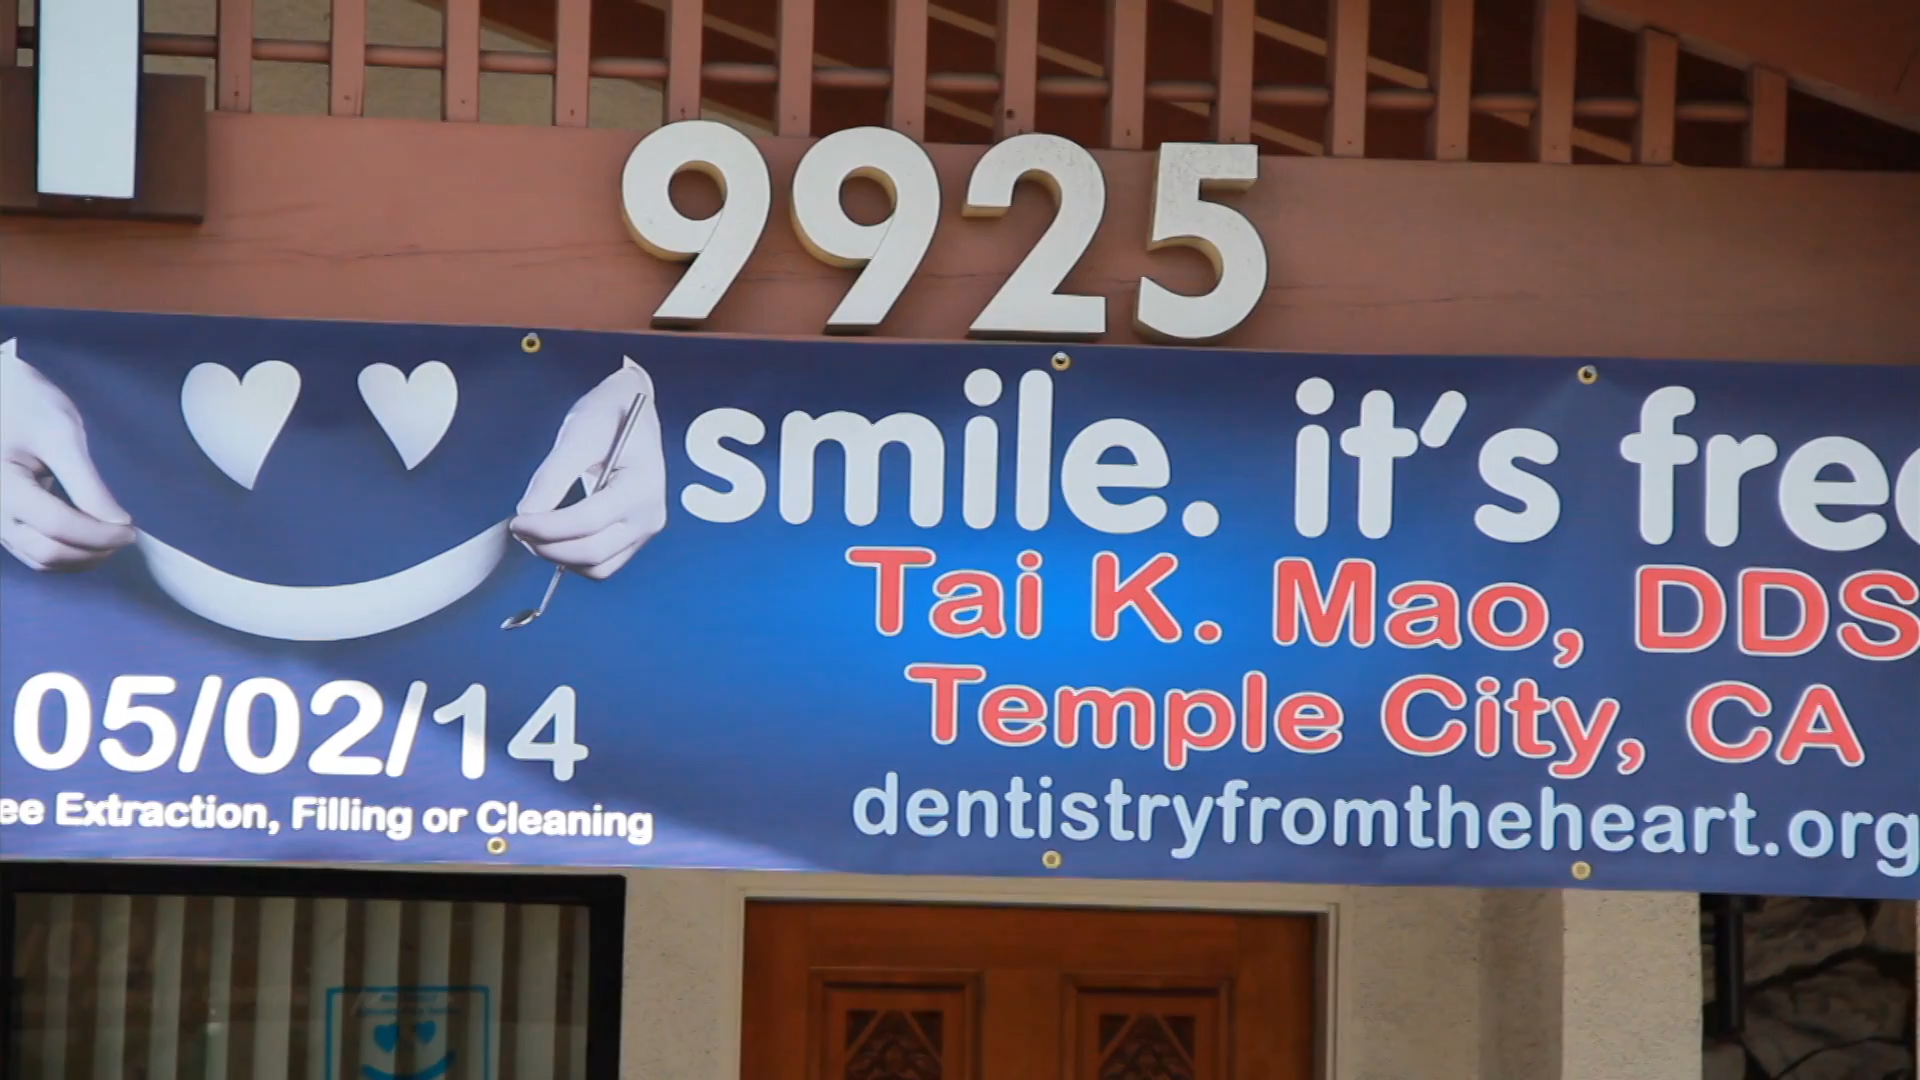 9925
smile. it's free
Tai K. Mao, DDS
Temple City, CA
dentistryfromtheheart.org
05/02/14
ee Extraction, Filling or Cleaning